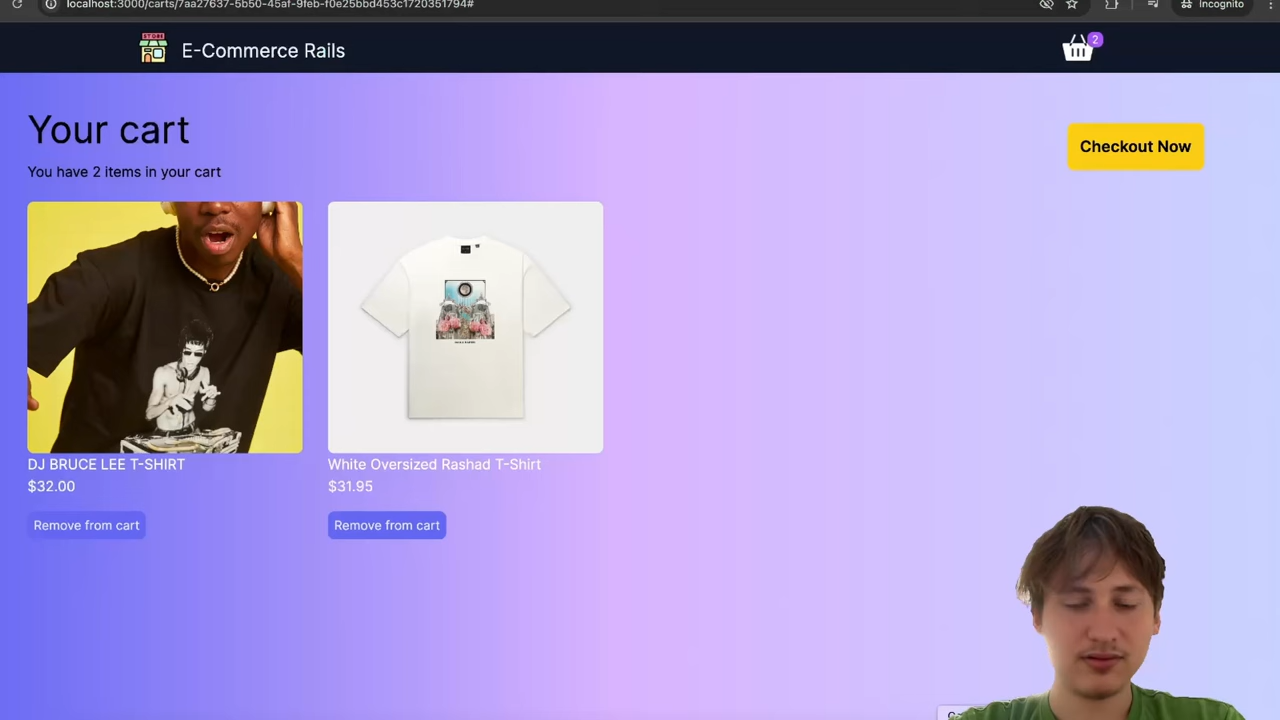 localhost:3000/carts/7aa27637-5b50-45af-9feb-f0e25bbd453c1720351794#
Incognito
STORE
E-Commerce Rails
2
Your cart
Checkout Now
You have 2 items in your cart
DJ BRUCE LEE T-SHIRT
White Oversized Rashad T-Shirt
$32.00
$31.95
Remove from cart
Remove from cart